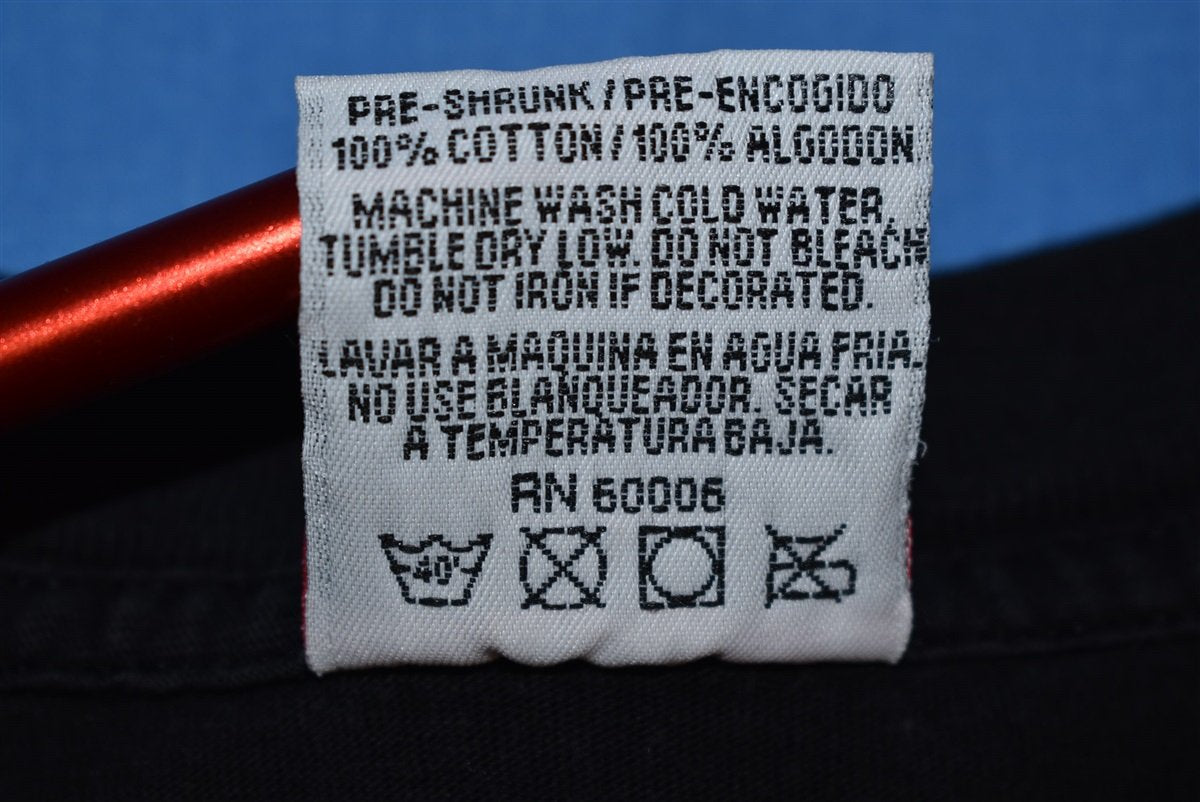 PRE-SHRUNK/PRE-ENCOGIDO
100% COTTON/100% ALGODON
MACHINE WASH COLD WATER,
TUMBLE DRY LOW. DO NOT BLEACH
DO NOT IRON IF DECORATED.
LAVAR A MAQUINA EN AGUA FRIA.
NO USE BLANQUEADOR. SECAR
A TEMPERATURA BAJA.
RN 60006
40°